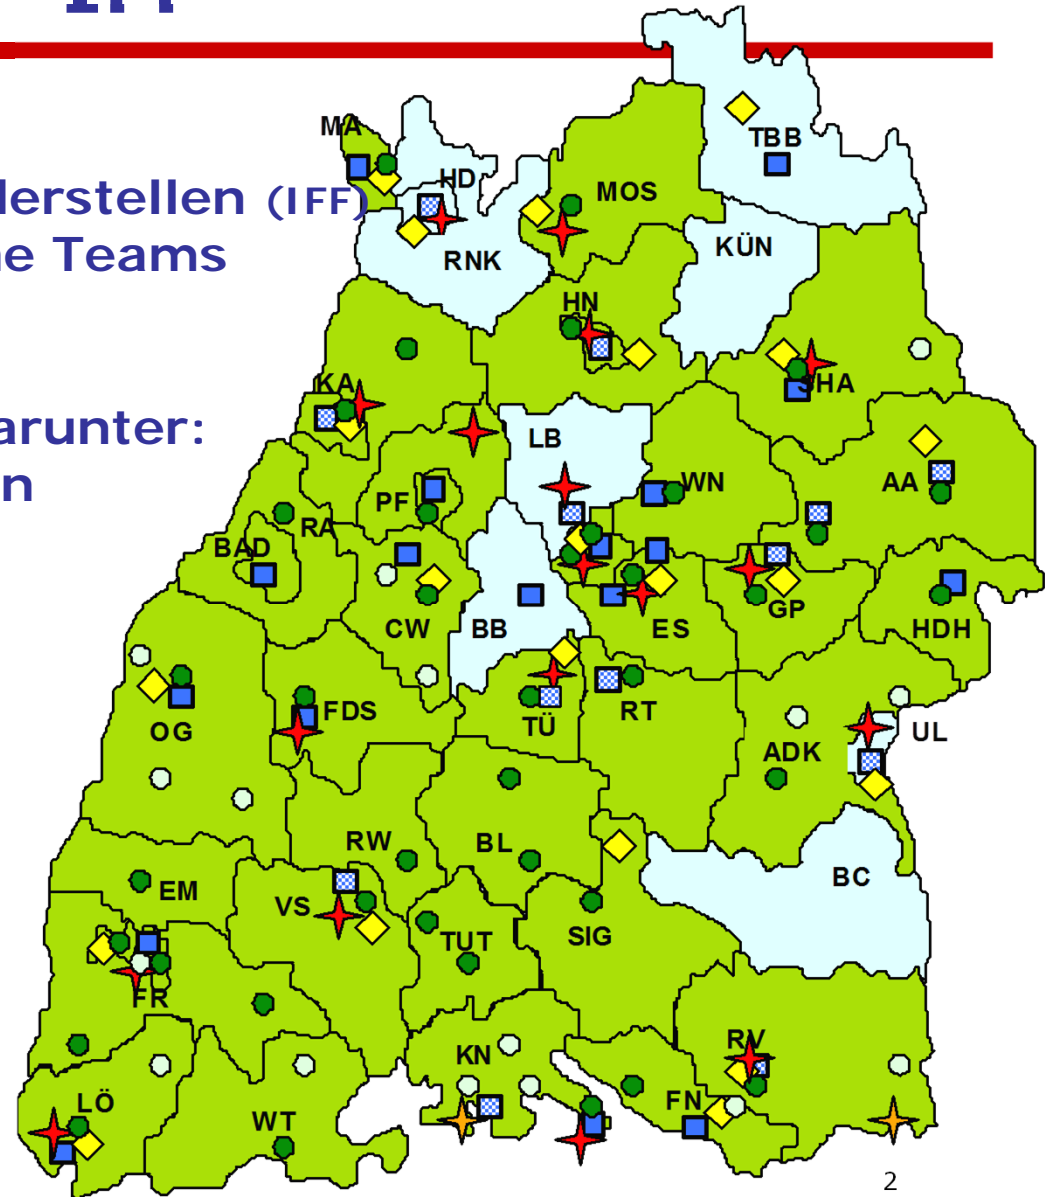 IFF
derstellen (IFF)
ne Teams
arunter:
n
MA
TBB
HD
MOS
KÜN
RNK
HN
KA
SHA
LB
WN
AA
PF
RA
BAD
GP
CW
BB
ES
HDH
FDS
TÜ
RT
OG
UL
ADK
RW
BL
BC
EM
VS
SIG
TUT
FR
RV
KN
LÖ
FN
WT
2